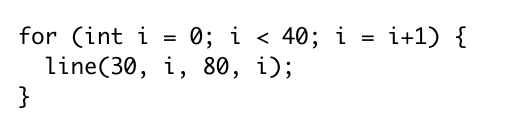 for (int i = 0; i < 40; i = i+1) {
  line(30, i, 80, i);
}